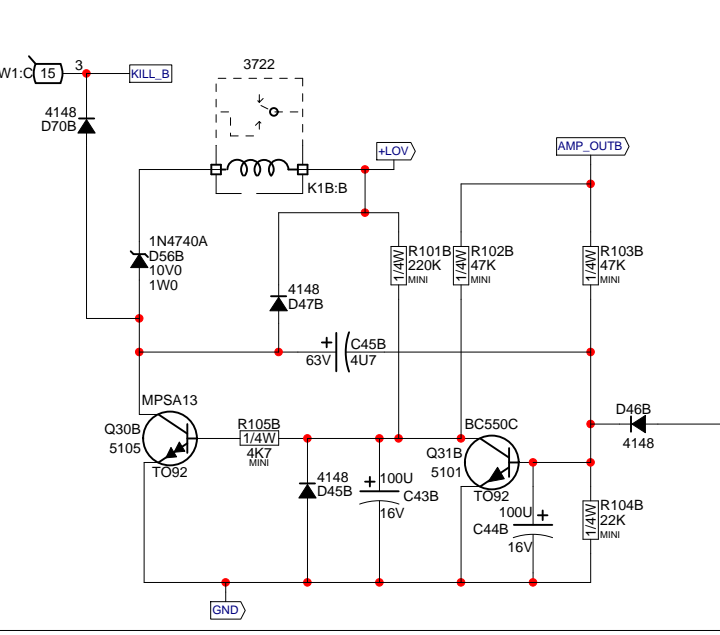 W1:C
15
3
KILL_B
4148
D70B
3722
K1B:B
+LOV
AMP_OUTB
1N4740A
D56B
10V0
1W0
4148
D47B
1/4W
R101B
220K
MINI
1/4W
R102B
47K
MINI
1/4W
R103B
47K
MINI
+
63V
C45B
4U7
MPSA13
Q30B
5105
TO92
R105B
1/4W
4K7
MINI
BC550C
Q31B
5101
TO92
D46B
4148
4148
D45B
+
100U
C43B
16V
100U
+
C44B
16V
1/4W
R104B
22K
MINI
GND